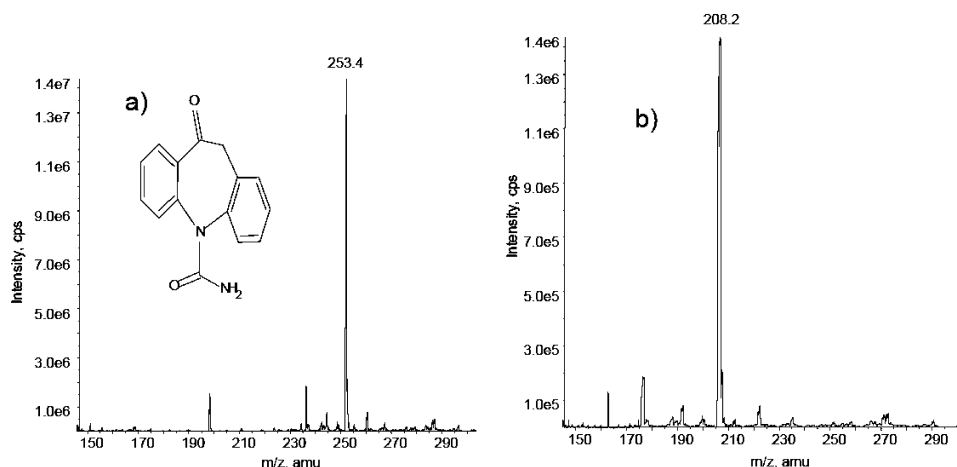 253.4
a)
O
N
O
NH2
1.4e7
1.3e7
1.1e6
9.0e6
7.0e6
6.0e6
3.0e6
1.0e6
Intensity, cps
150 170 190 210 230 250 270 290
m/z, amu
208.2
b)
1.4e6
1.3e6
1.1e6
9.0e5
7.0e5
5.0e5
3.0e5
1.0e5
Intensity, cps
150 170 190 210 230 250 270 290
m/z, amu